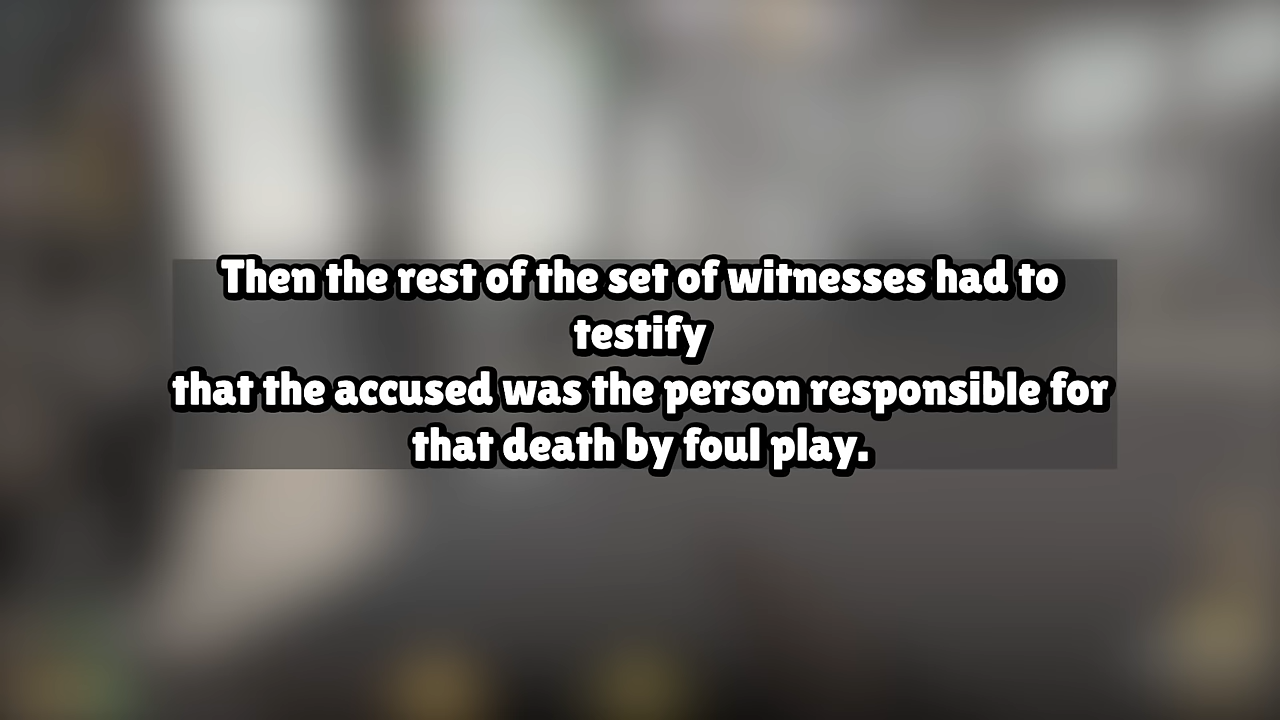 Then the rest of the set of witnesses had to
testify
that the accused was the person responsible for
that death by foul play.